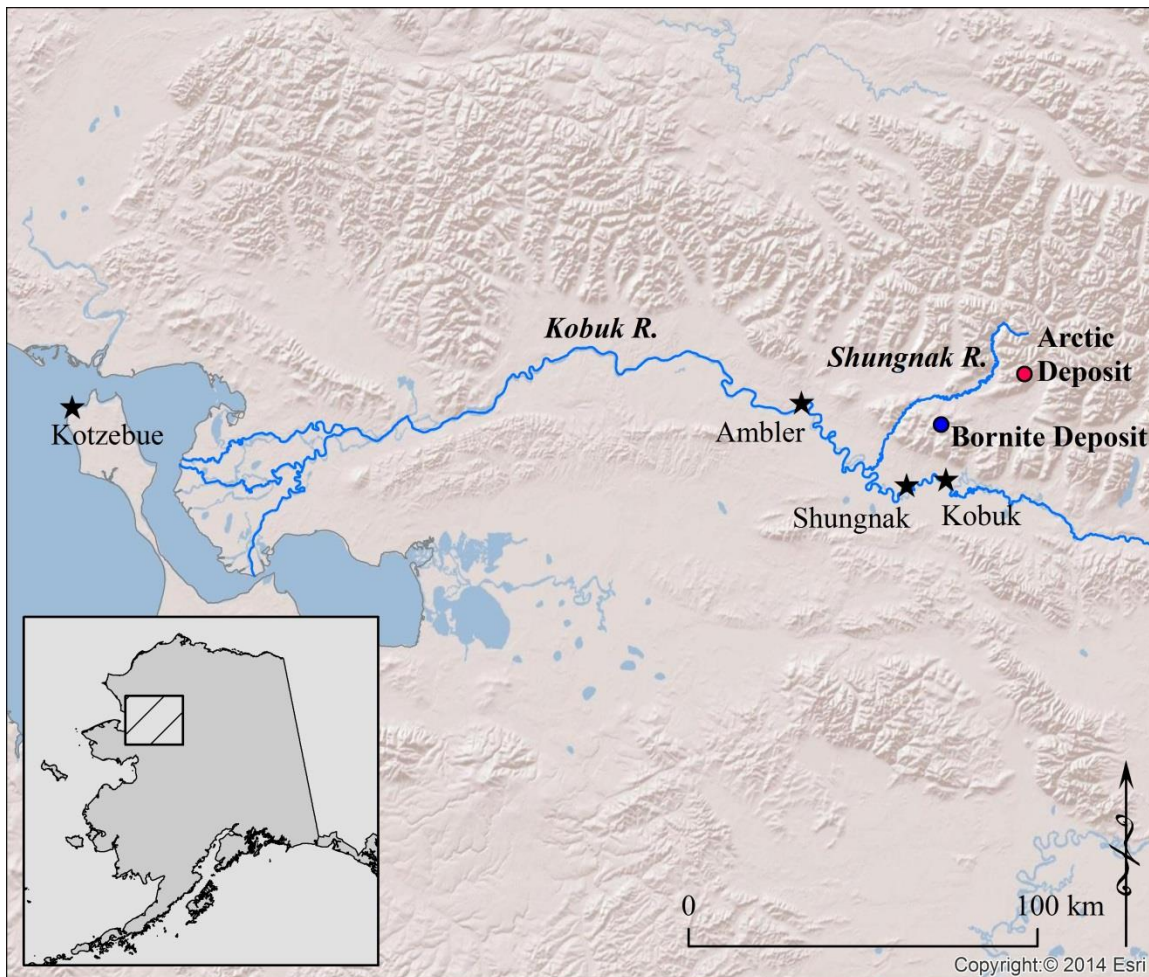 Kobuk R.
Shungnak R.
Arctic
Deposit
Kotzebue
Ambler
Bornite Deposit
Shungnak
Kobuk
0
100 km
Copyright:© 2014 Esri